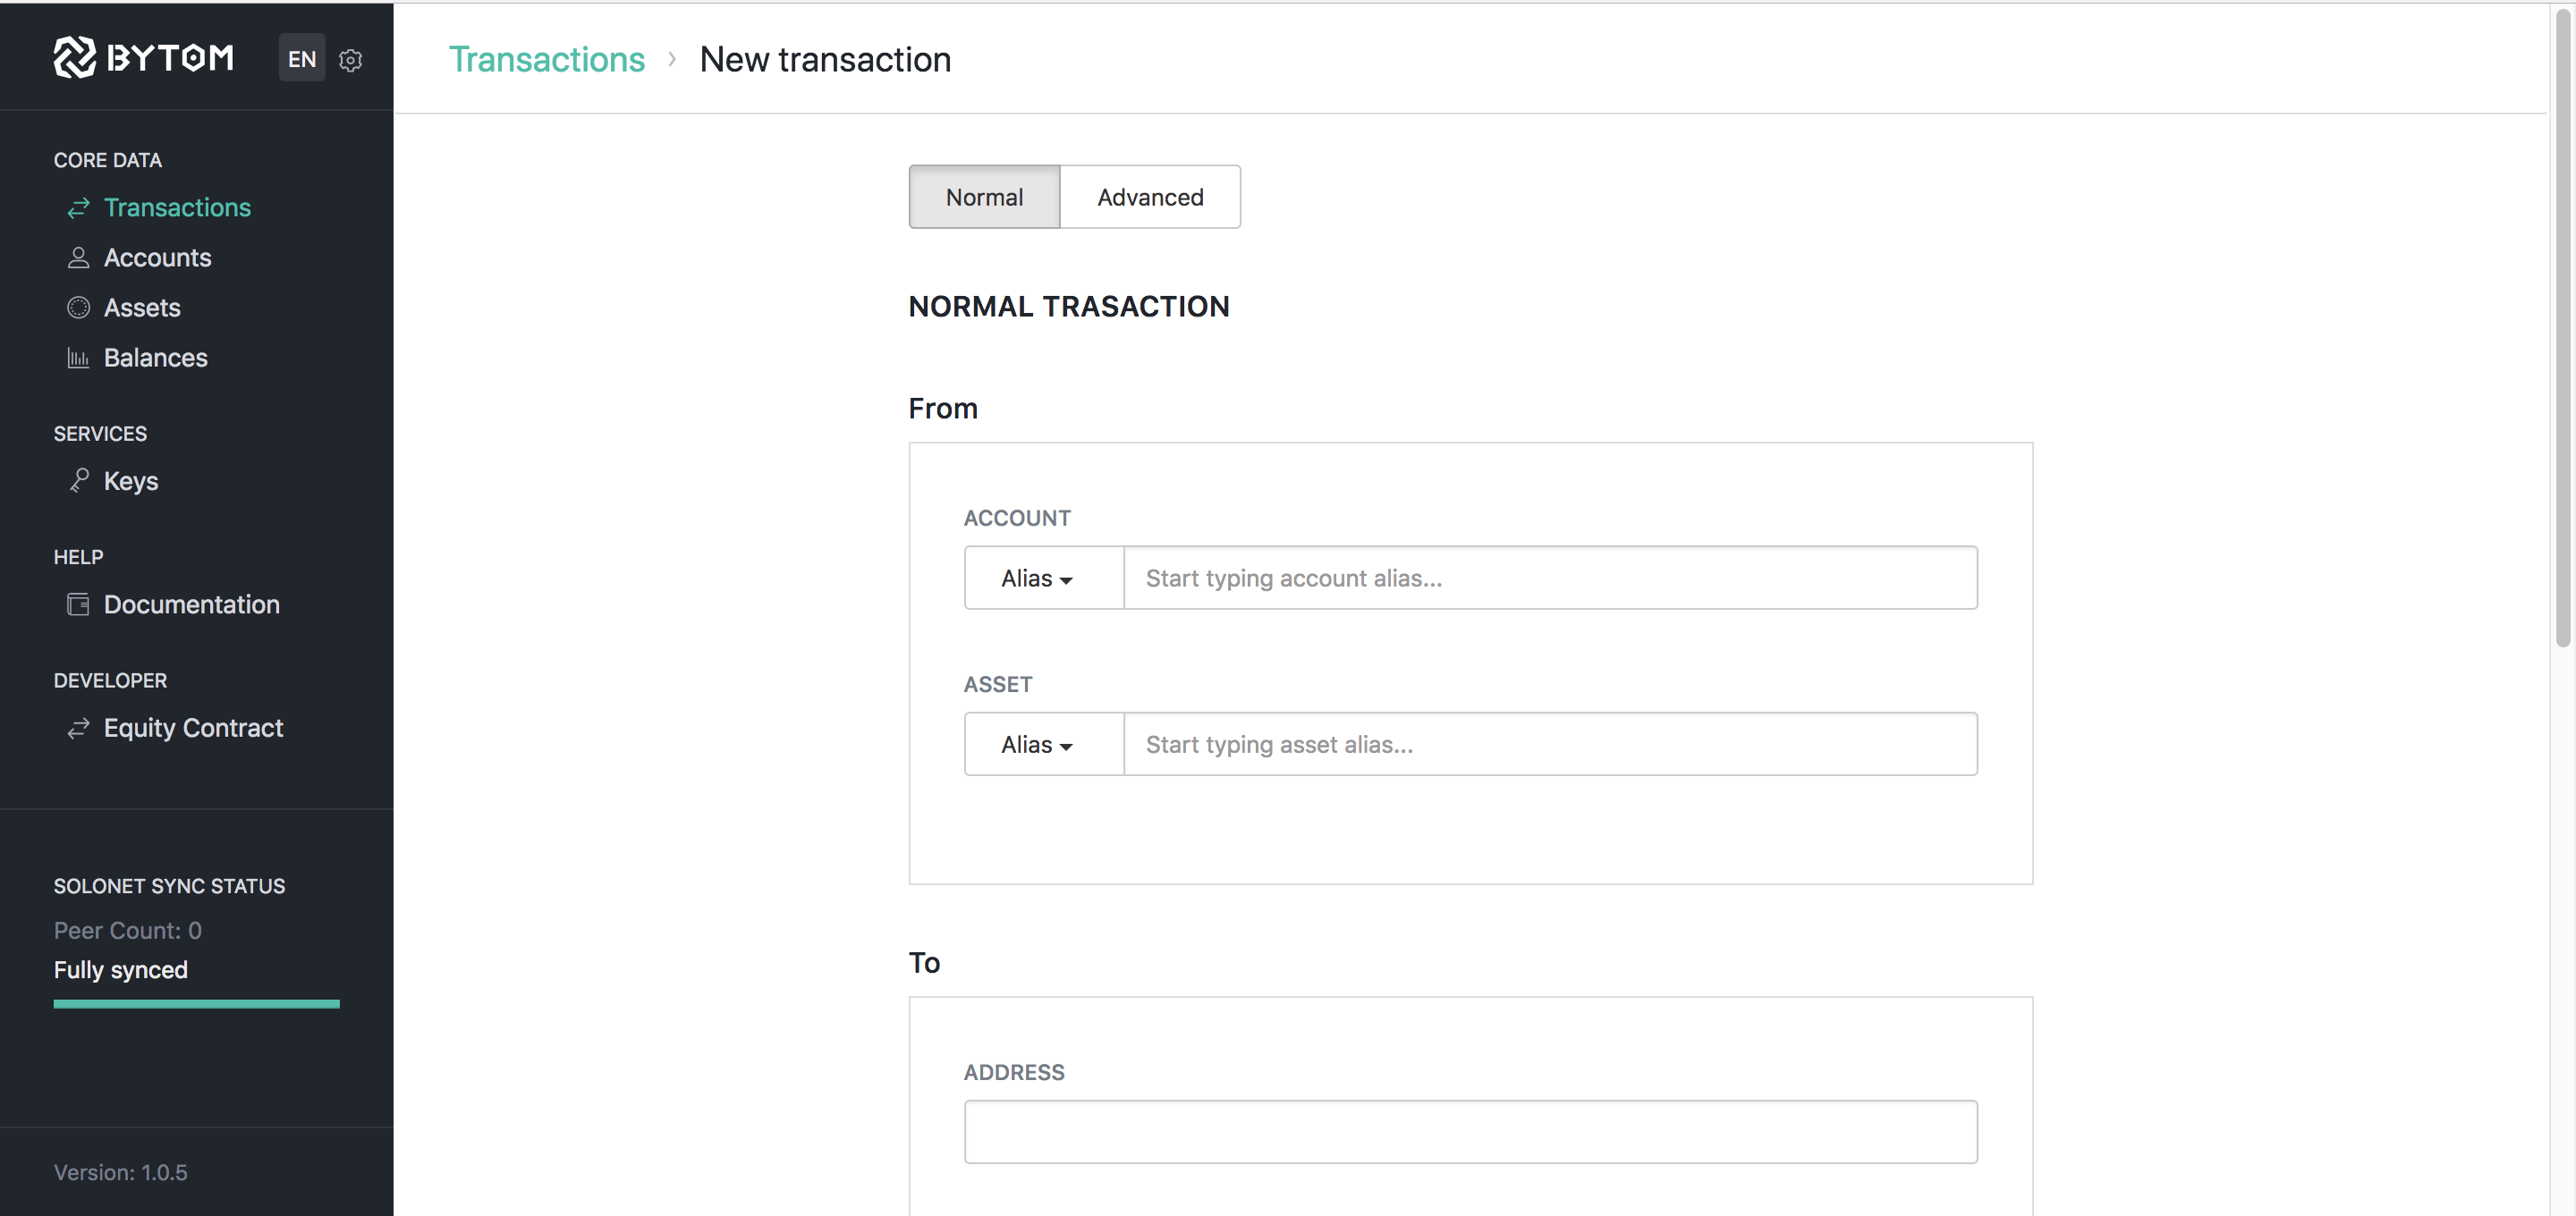 BYTOM
EN
CORE DATA
Transactions
Accounts
Assets
Balances
SERVICES
Keys
HELP
Documentation
DEVELOPER
Equity Contract
SOLONET SYNC STATUS
Peer Count: 0
Fully synced
Version: 1.0.5
Transactions › New transaction
Normal
Advanced
NORMAL TRASACTION
From
ACCOUNT
Alias
Start typing account alias...
ASSET
Alias
Start typing asset alias...
To
ADDRESS